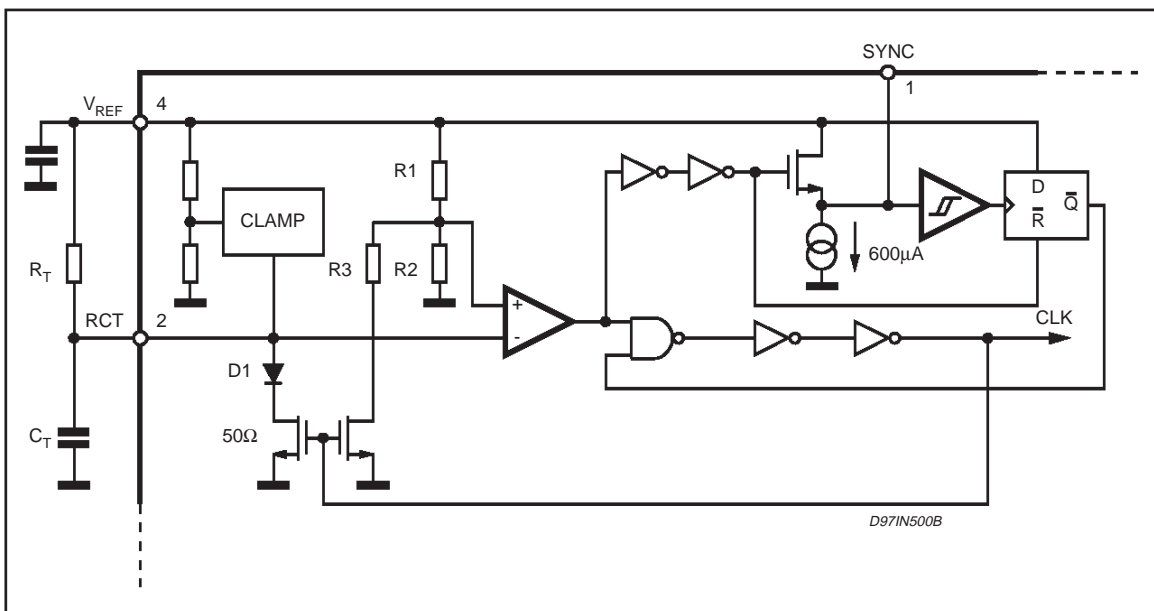 SYNC
1
V_REF
4
R1
D
Q̅
R̅
CLAMP
600µA
R_T
R3
R2
RCT
2
+
-
CLK
D1
50Ω
C_T
D97IN500B